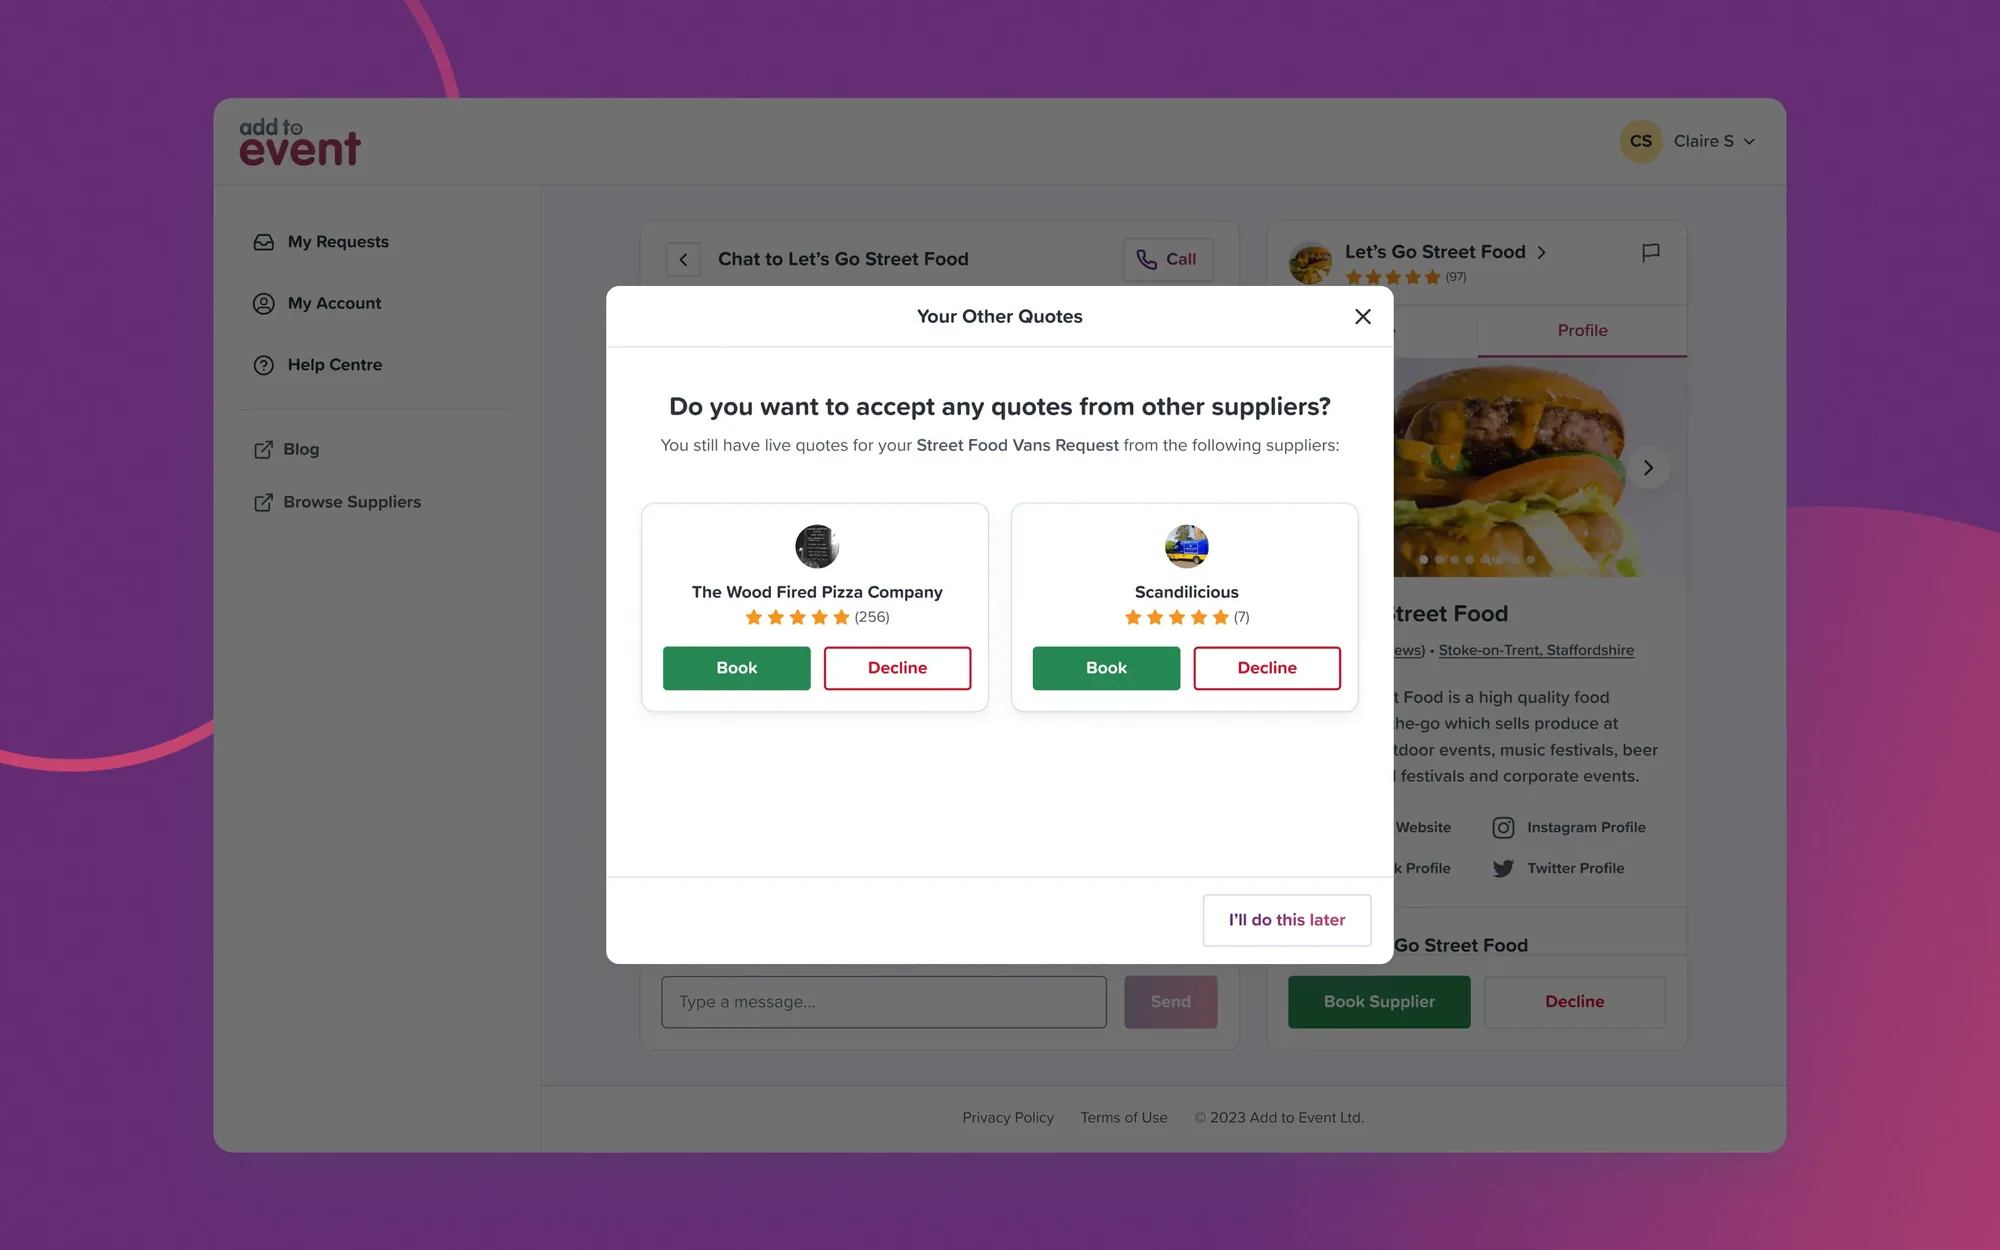 add to
event
CS
Claire S
My Requests
My Account
Help Centre
Blog
Browse Suppliers
Chat to Let's Go Street Food
Call
Let's Go Street Food
(97)
Profile
Your Other Quotes
Do you want to accept any quotes from other suppliers?
You still have live quotes for your Street Food Vans Request from the following suppliers:
The Wood Fired Pizza Company
(256)
Book
Decline
Scandilicious
(7)
Book
Decline
I'll do this later
Street Food
ews) • Stoke-on-Trent, Staffordshire
t Food is a high quality food
he-go which sells produce at
tdoor events, music festivals, beer
festivals and corporate events.
Website
Instagram Profile
k Profile
Twitter Profile
Go Street Food
Type a message...
Send
Book Supplier
Decline
Privacy Policy
Terms of Use
© 2023 Add to Event Ltd.